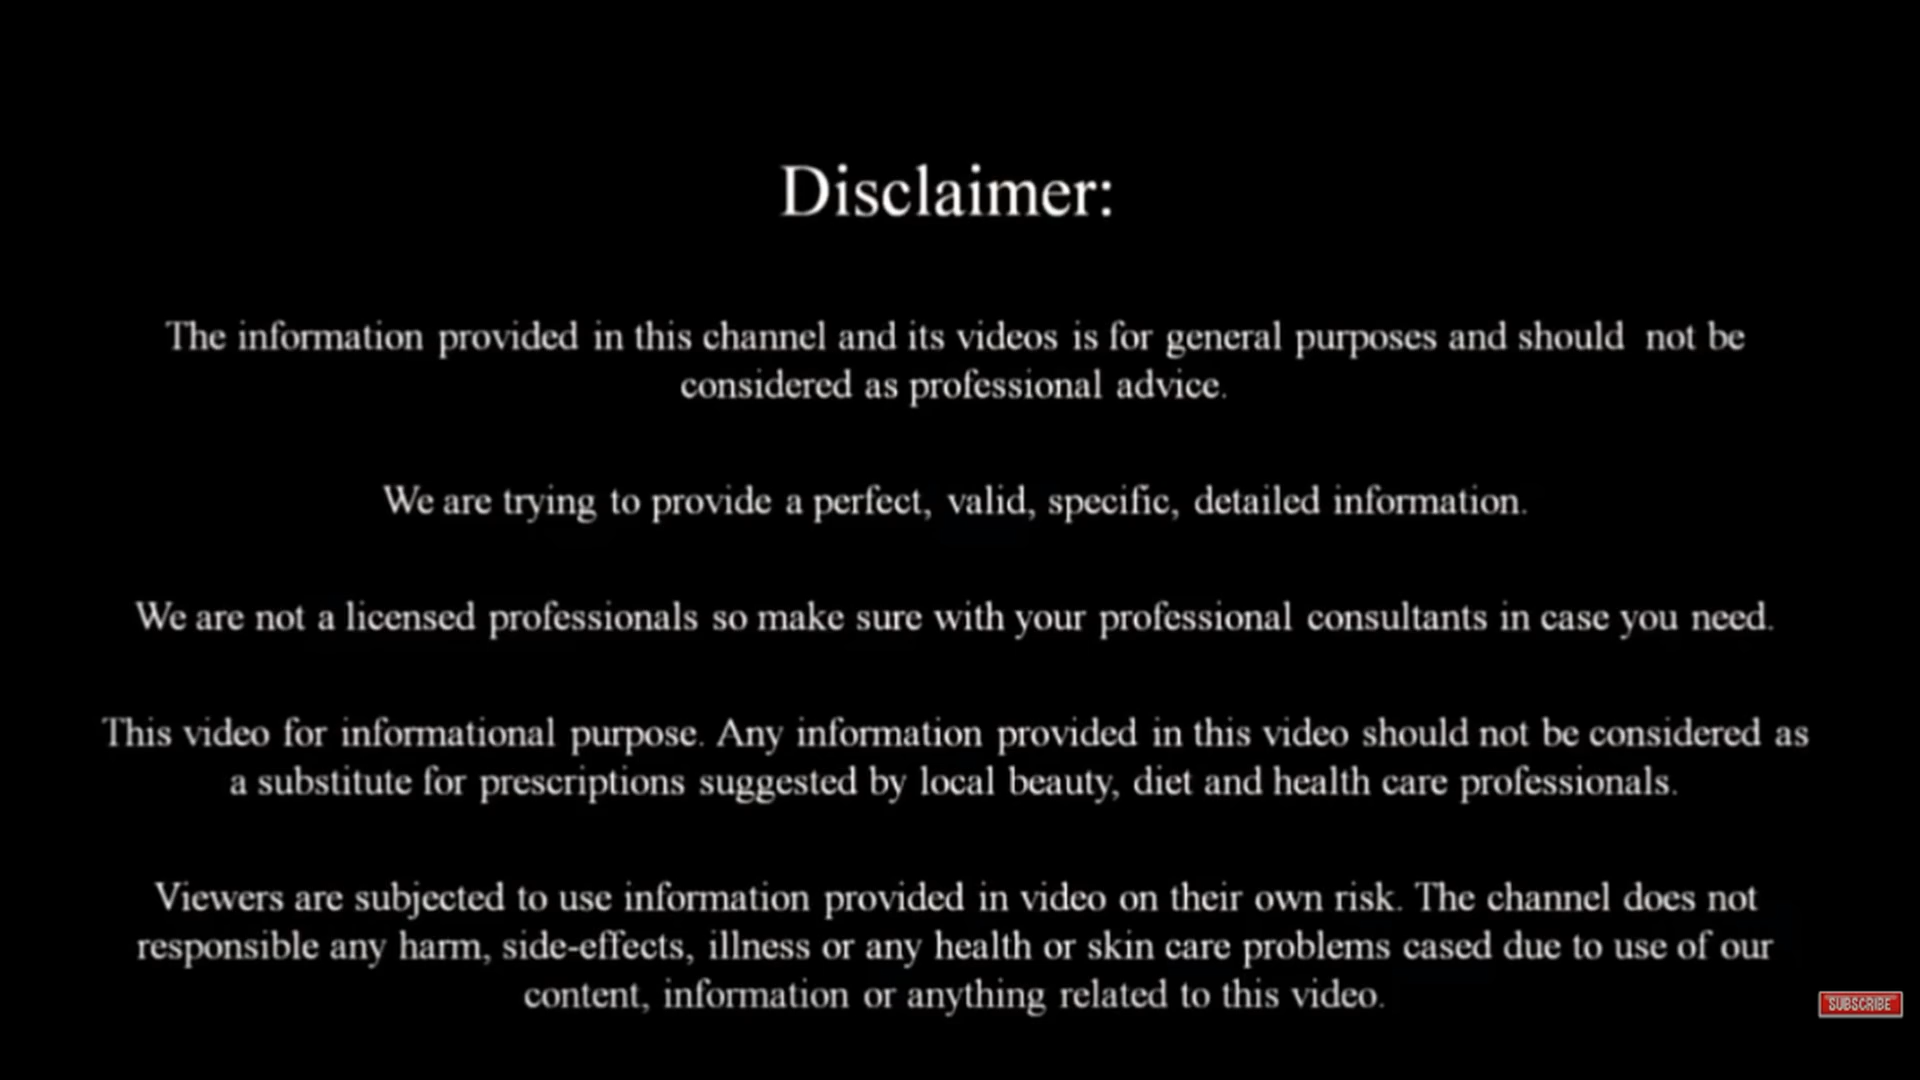 Disclaimer:
The information provided in this channel and its videos is for general purposes and should not be
considered as professional advice.
We are trying to provide a perfect, valid, specific, detailed information.
We are not a licensed professionals so make sure with your professional consultants in case you need.
This video for informational purpose. Any information provided in this video should not be considered as
a substitute for prescriptions suggested by local beauty, diet and health care professionals.
Viewers are subjected to use information provided in video on their own risk. The channel does not
responsible any harm, side-effects, illness or any health or skin care problems cased due to use of our
content, information or anything related to this video.
SUBSCRIBE